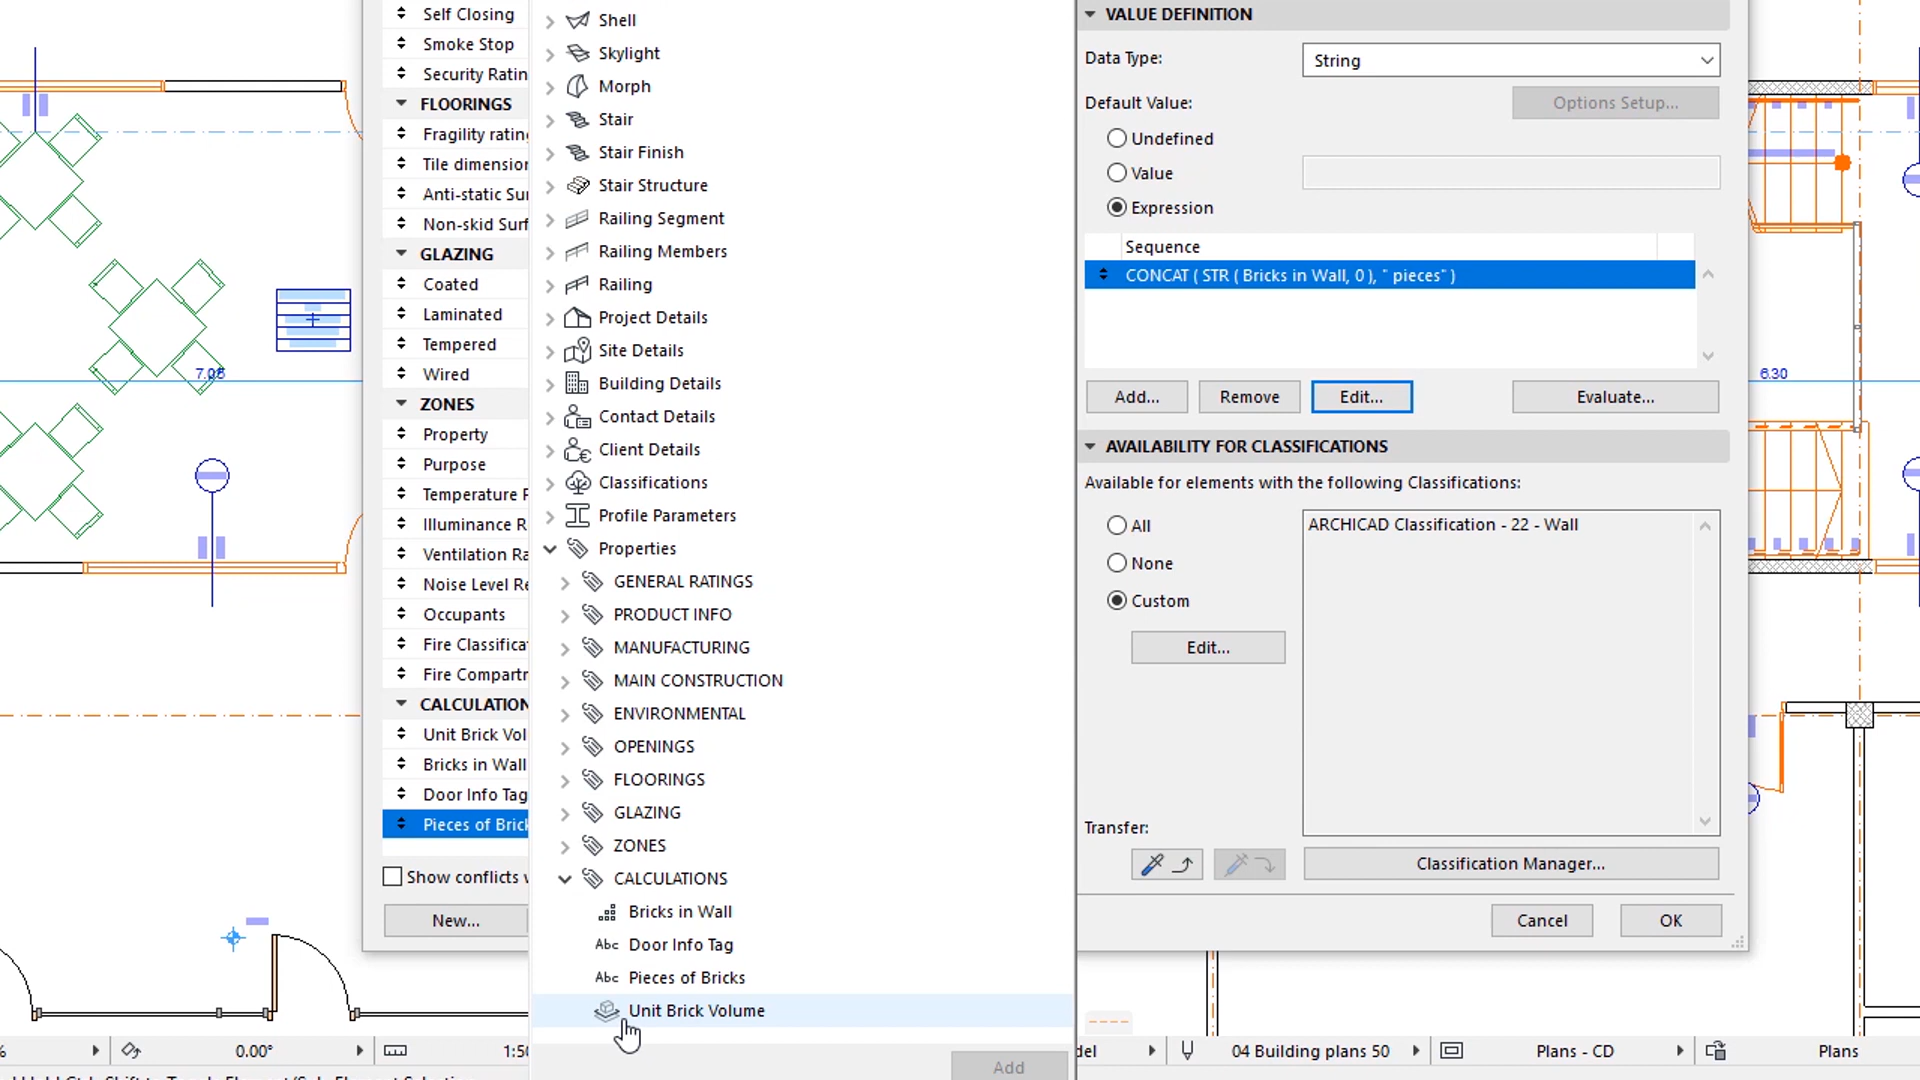 Self Closing
Smoke Stop
Security Ratin
FLOORINGS
Fragility rating
Tile dimension
Anti-static Sur
Non-skid Surf
GLAZING
Coated
Laminated
Tempered
Wired
ZONES
Property
Purpose
Temperature R
Illuminance R
Ventilation Ra
Noise Level Re
Occupants
Fire Classificat
Fire Compartm
CALCULATION
Unit Brick Vol
Bricks in Wall
Door Info Tag
Pieces of Brick
Show conflicts w
New...
Shell
Skylight
Morph
Stair
Stair Finish
Stair Structure
Railing Segment
Railing Members
Railing
Project Details
Site Details
Building Details
Contact Details
Client Details
Classifications
Profile Parameters
Properties
GENERAL RATINGS
PRODUCT INFO
MANUFACTURING
MAIN CONSTRUCTION
ENVIRONMENTAL
OPENINGS
FLOORINGS
GLAZING
ZONES
CALCULATIONS
Bricks in Wall
Abc Door Info Tag
Abc Pieces of Bricks
Unit Brick Volume
Add
VALUE DEFINITION
Data Type:
String
Default Value:
Options Setup...
Undefined
Value
Expression
Sequence
CONCAT ( STR ( Bricks in Wall, 0 ), " pieces" )
Add...
Remove
Edit...
Evaluate...
AVAILABILITY FOR CLASSIFICATIONS
Available for elements with the following Classifications:
All
None
Custom
Edit...
ARCHICAD Classification - 22 - Wall
Transfer:
Classification Manager...
Cancel
OK
6.30
%
0.00°
1:50
del
04 Building plans 50
Plans - CD
Plans